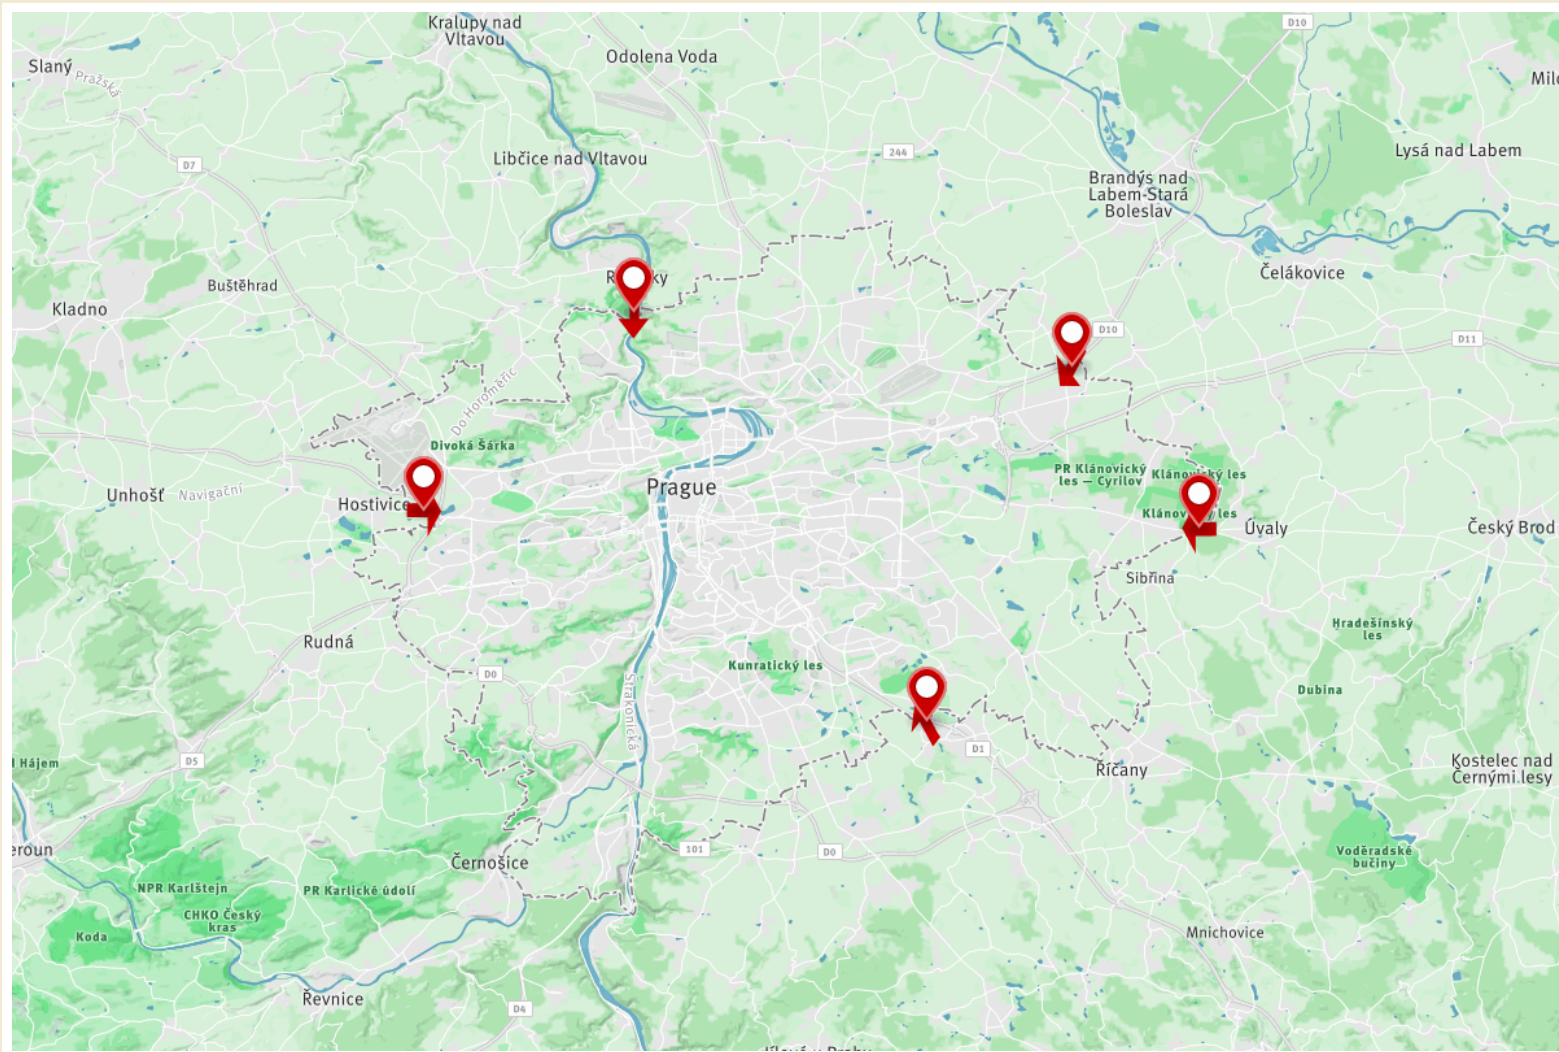 Kralupy nad
Vltavou
D10
Odolena Voda
Slaný
Pražská
244
Lysá nad Labem
Libčice nad Vltavou
D7
Brandýs nad
Labem-Stará
Boleslav
Čelákovice
Buštěhrad
Kladno
D10
D11
Do Horoměřic
Divoká Šárka
PR Klánovický
les – Cyrilov
Klánovický les
Prague
Unhošť
Navigační
Hostivice
Úvaly
Český Brod
Sibřina
Rudná
Hradešínský
les
Kunratický les
D0
Strakonická
Dubina
D1
D5
Hájem
Říčany
Kostelec nad
Černými lesy
101
D0
Voděradské
bučiny
Černošice
NPR Karlštejn
PR Karlické údolí
CHKO Český
kras
Koda
Mnichovice
Řevnice
D4